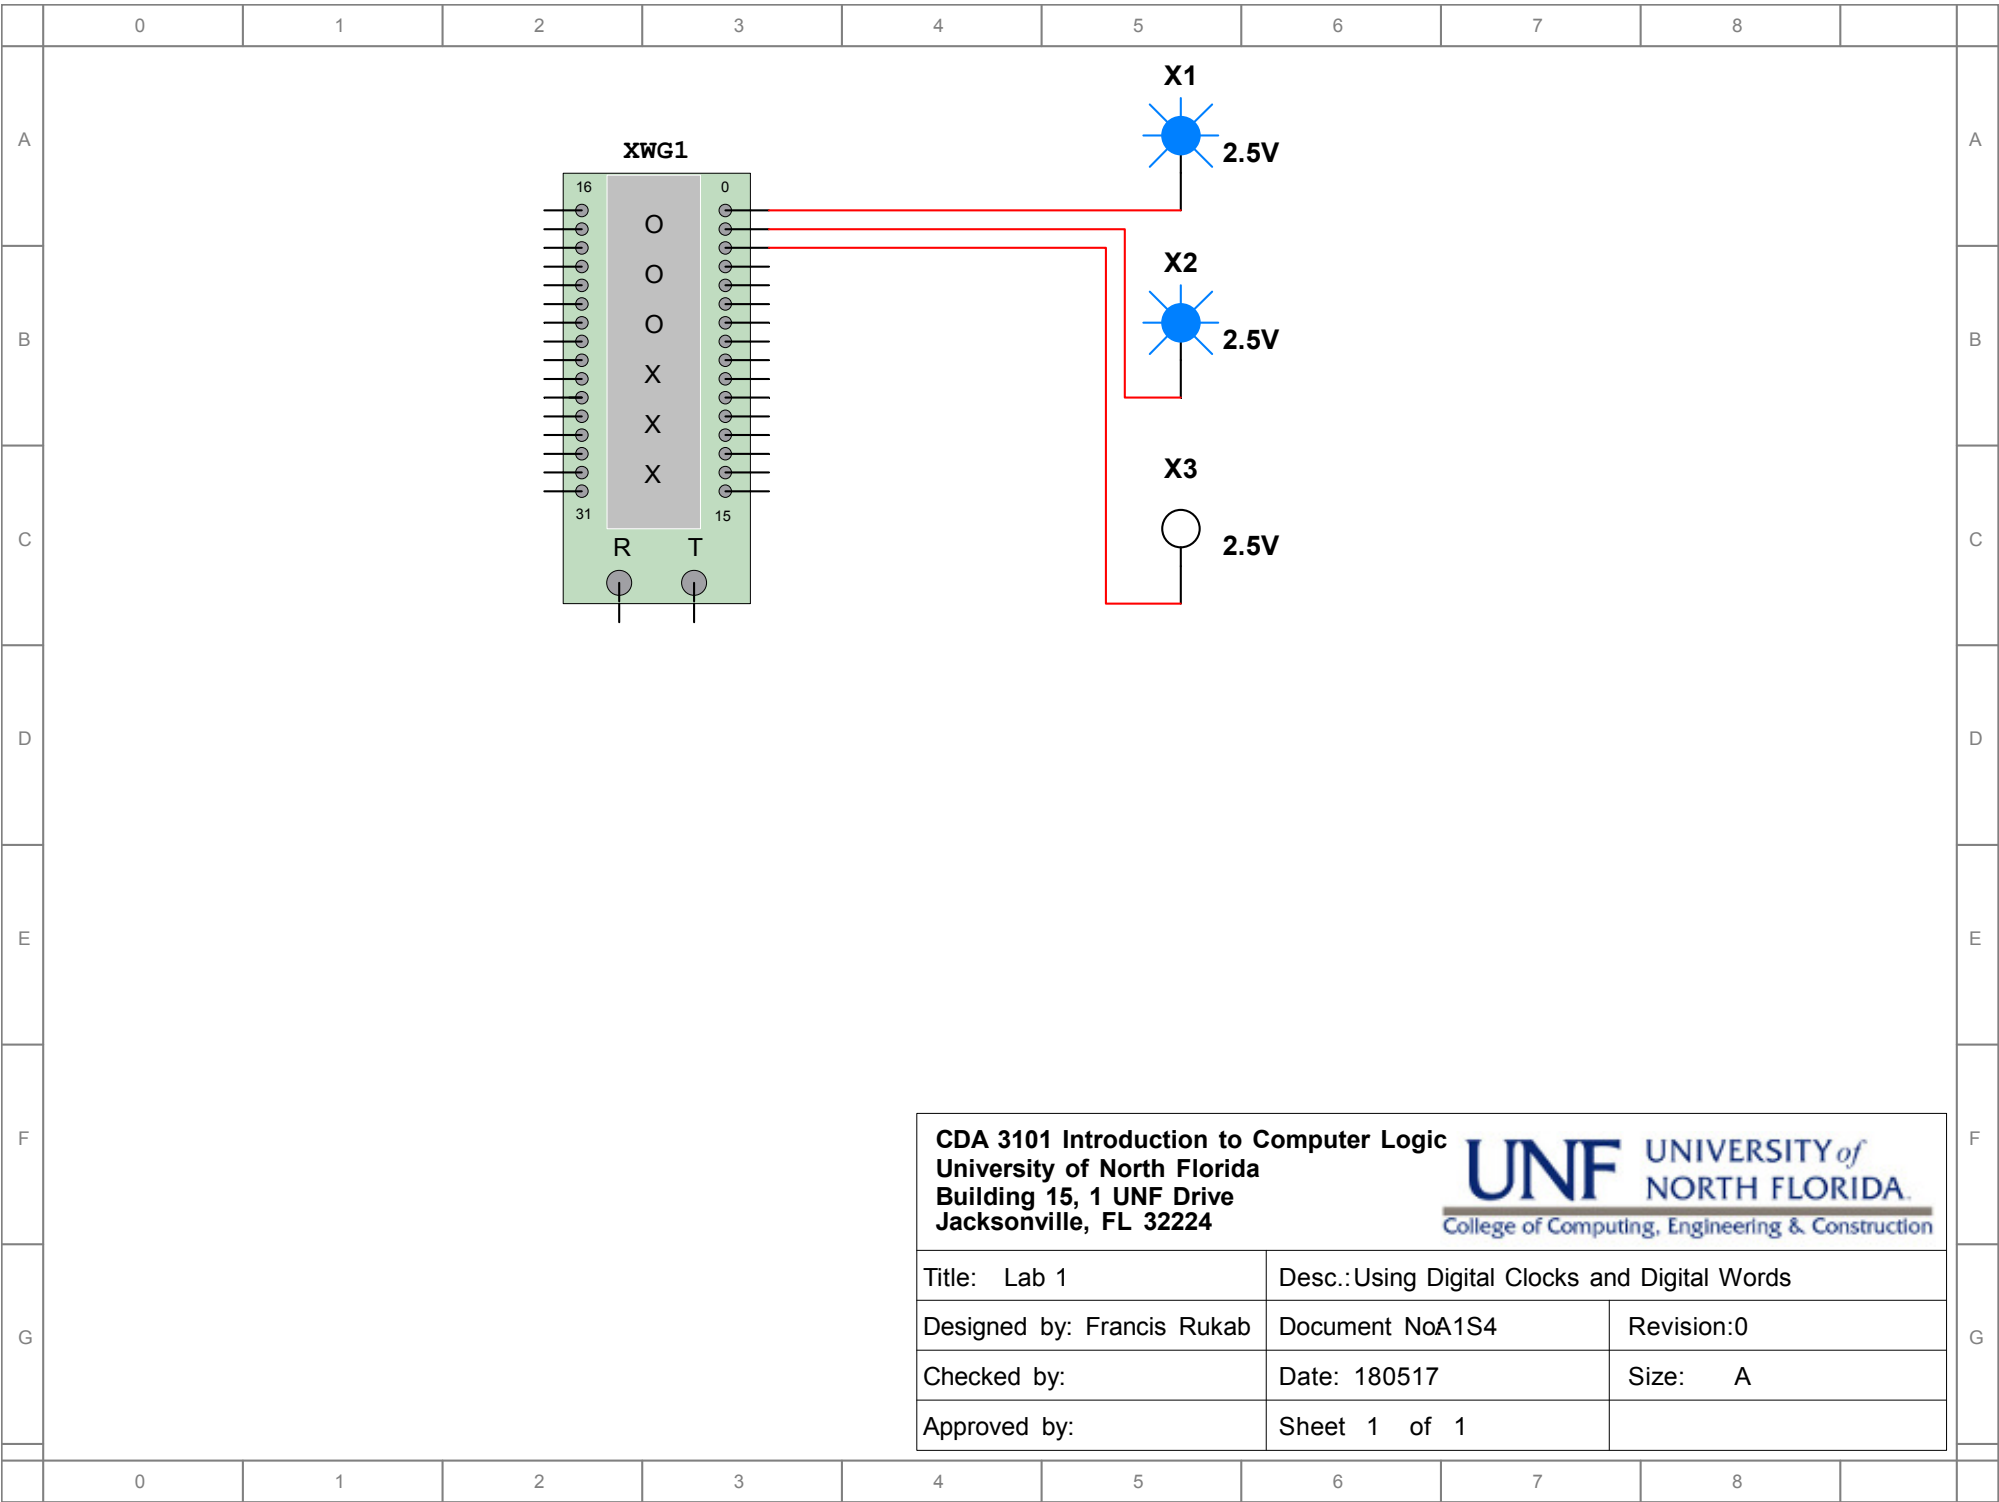 0 1 2 3 4 5 6 7 8
X1
A A
2.5V
XWG1
16 0
O
X2
O
O
B 2.5V B
X
X
X3
X
31 15
C R T 2.5V C
D D
E E
F F
CDA 3101 Introduction to Computer Logic
University of North Florida
Building 15, 1 UNF Drive
Jacksonville, FL 32224
UNF UNIVERSITY of
NORTH FLORIDA.
College of Computing, Engineering & Construction
Title: Lab 1 Desc.:Using Digital Clocks and Digital Words
G Designed by: Francis Rukab Document No:A1S4 Revision:0 G
Checked by: Date: 180517 Size: A
Approved by: Sheet 1 of 1
0 1 2 3 4 5 6 7 8